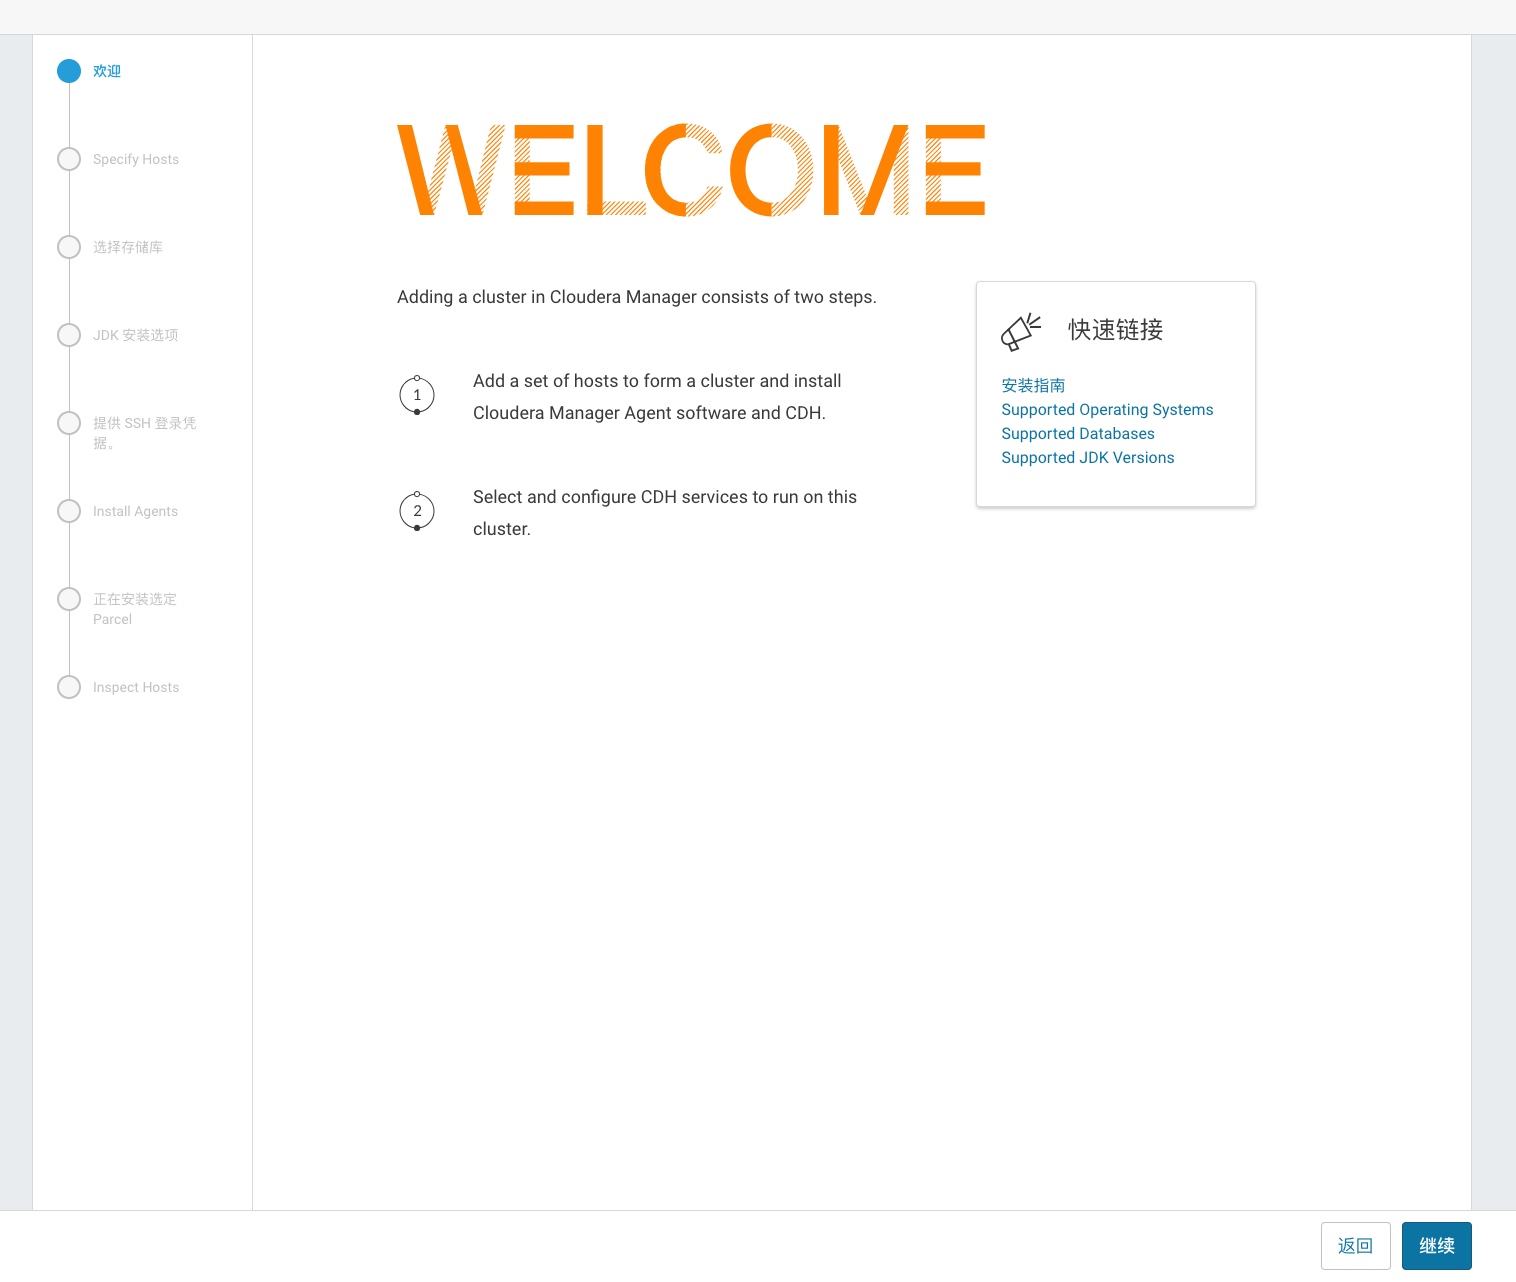 欢迎
Specify Hosts
选择存储库
JDK 安装选项
提供 SSH 登录凭
据。
Install Agents
正在安装选定
Parcel
Inspect Hosts
WELCOME
Adding a cluster in Cloudera Manager consists of two steps.
1
Add a set of hosts to form a cluster and install
Cloudera Manager Agent software and CDH.
2
Select and configure CDH services to run on this
cluster.
快速链接
安装指南
Supported Operating Systems
Supported Databases
Supported JDK Versions
返回
继续